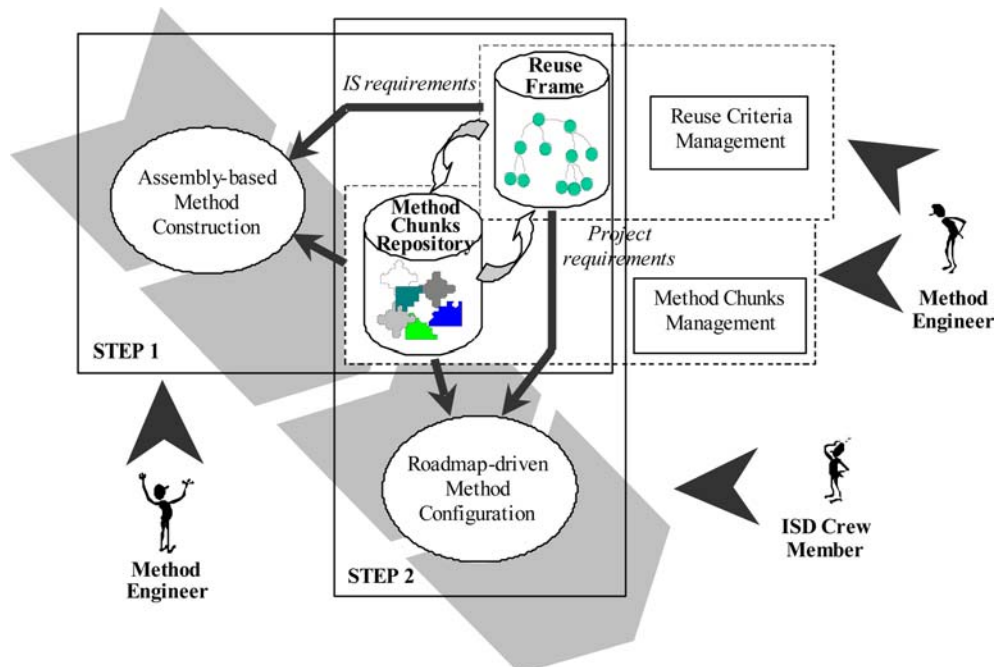 Reuse
Frame
IS requirements
Reuse Criteria
Management
Assembly-based
Method
Construction
Method
Chunks
Repository
Project
requirements
Method Chunks
Management
Method
Engineer
STEP 1
Roadmap-driven
Method
Configuration
ISD Crew
Member
Method
Engineer
STEP 2